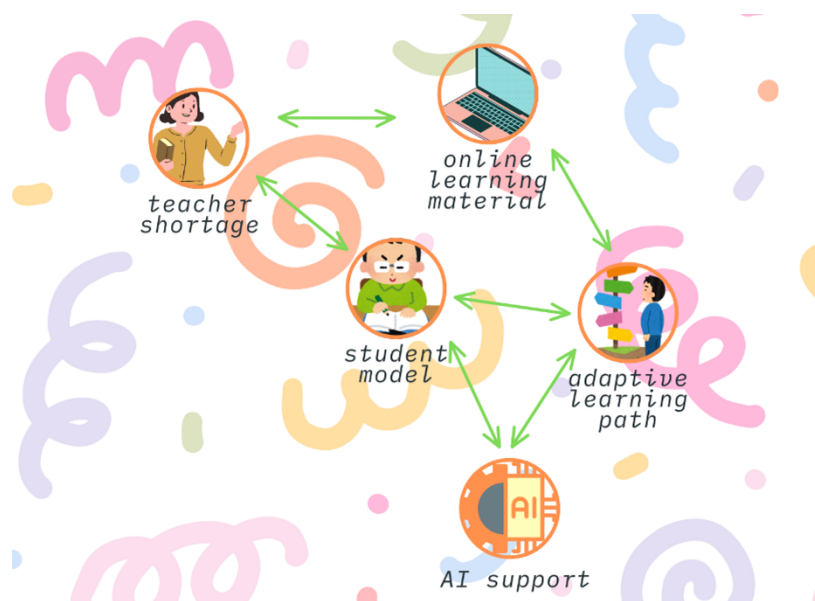 online
learning
material
teacher
shortage
student
model
adaptive
learning
path
AI
AI support